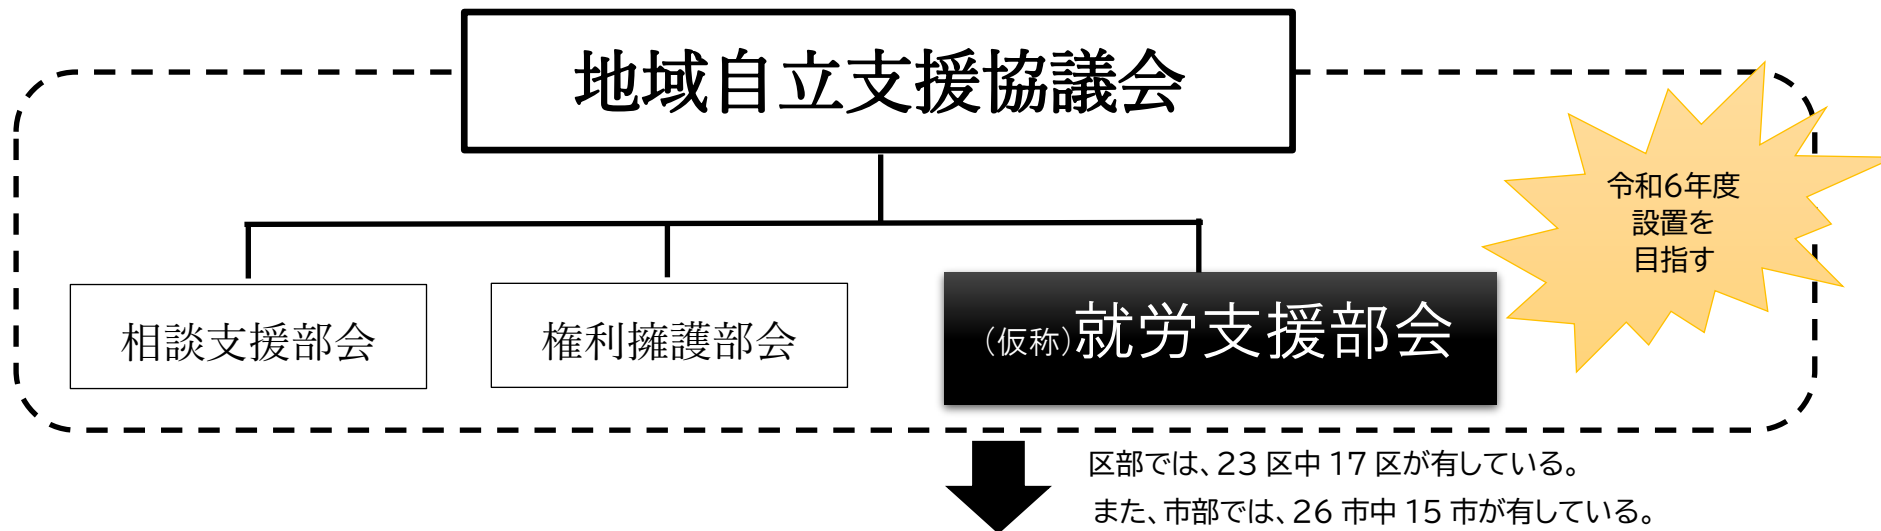 地域自立支援協議会
令和6年度
設置を
目指す
相談支援部会
権利擁護部会
（仮称）就労支援部会
区部では、23 区中 17 区が有している。
また、市部では、26 市中 15 市が有している。